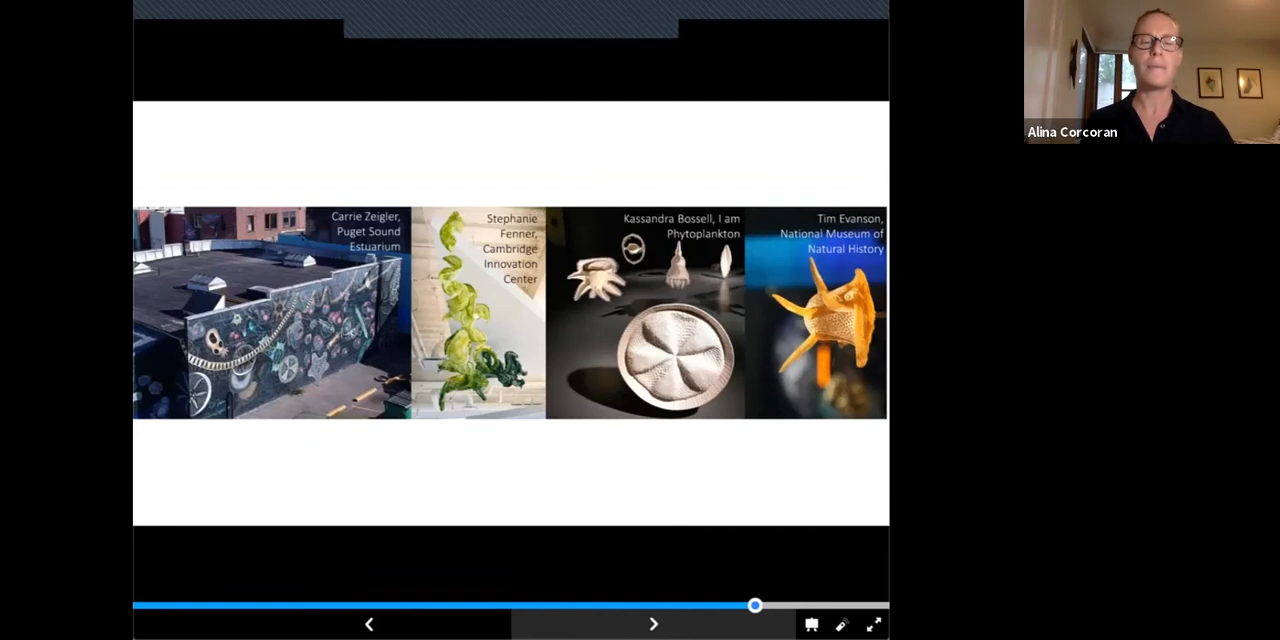 Carrie Zeigler,
Puget Sound
Estuarium
Stephanie
Fenner,
Cambridge
Innovation
Center
Kassandra Bossell, I am
Phytoplankton
Tim Evanson,
National Museum of
Natural History
Alina Corcoran